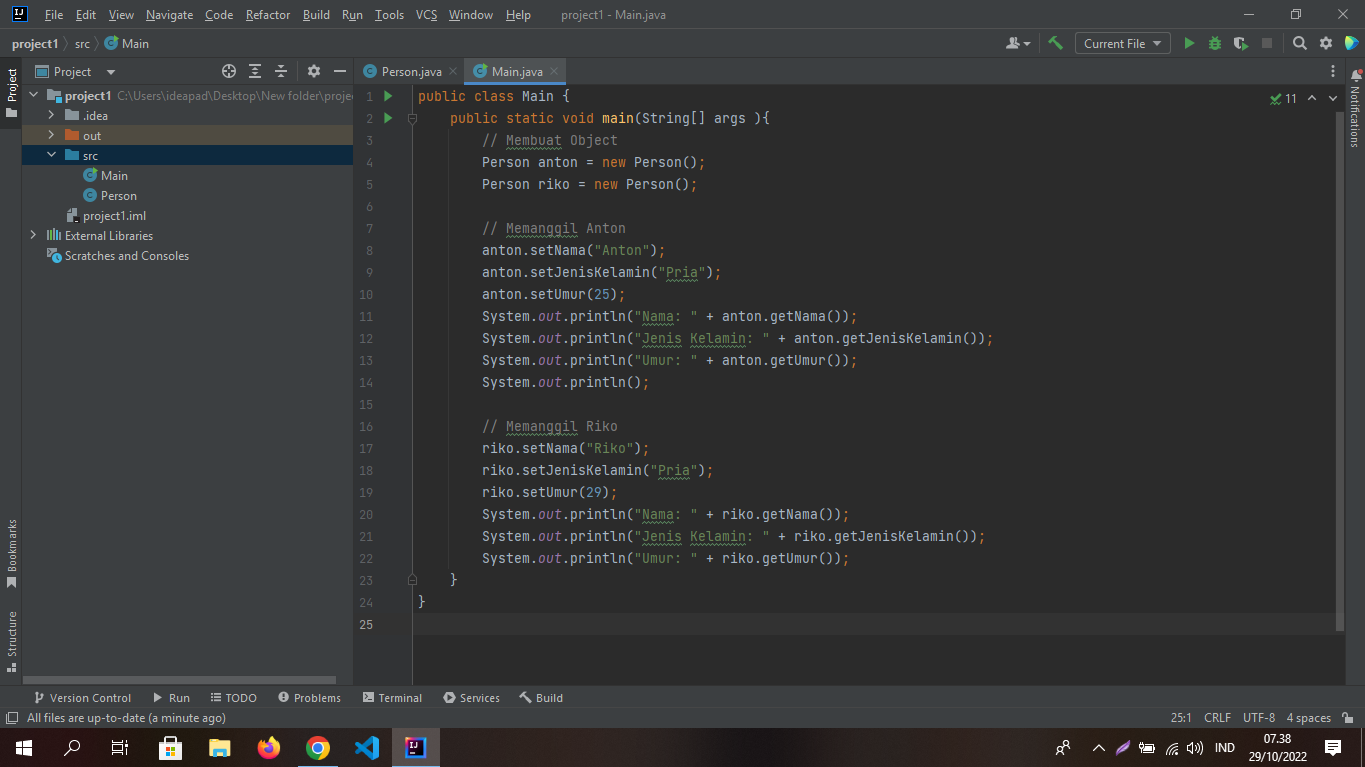 File Edit View Navigate Code Refactor Build Run Tools VCS Window Help project1 - Main.java
project1 src Main Current File
Project
Project
project1 C:\Users\ideapad\Desktop\New folder\proje
.idea
out
src
Main
Person
project1.iml
External Libraries
Scratches and Consoles
Bookmarks
Structure
Person.java Main.java
11
Notifications
1 public class Main {
2 public static void main(String[] args ){
3 // Membuat Object
4 Person anton = new Person();
5 Person riko = new Person();
6
7 // Memanggil Anton
8 anton.setNama("Anton");
9 anton.setJenisKelamin("Pria");
10 anton.setUmur(25);
11 System.out.println("Nama: " + anton.getNama());
12 System.out.println("Jenis Kelamin: " + anton.getJenisKelamin());
13 System.out.println("Umur: " + anton.getUmur());
14 System.out.println();
15
16 // Memanggil Riko
17 riko.setNama("Riko");
18 riko.setJenisKelamin("Pria");
19 riko.setUmur(29);
20 System.out.println("Nama: " + riko.getNama());
21 System.out.println("Jenis Kelamin: " + riko.getJenisKelamin());
22 System.out.println("Umur: " + riko.getUmur());
23 }
24 }
25
Version Control Run TODO Problems Terminal Services Build
All files are up-to-date (a minute ago) 25:1 CRLF UTF-8 4 spaces
IND 07.38
29/10/2022